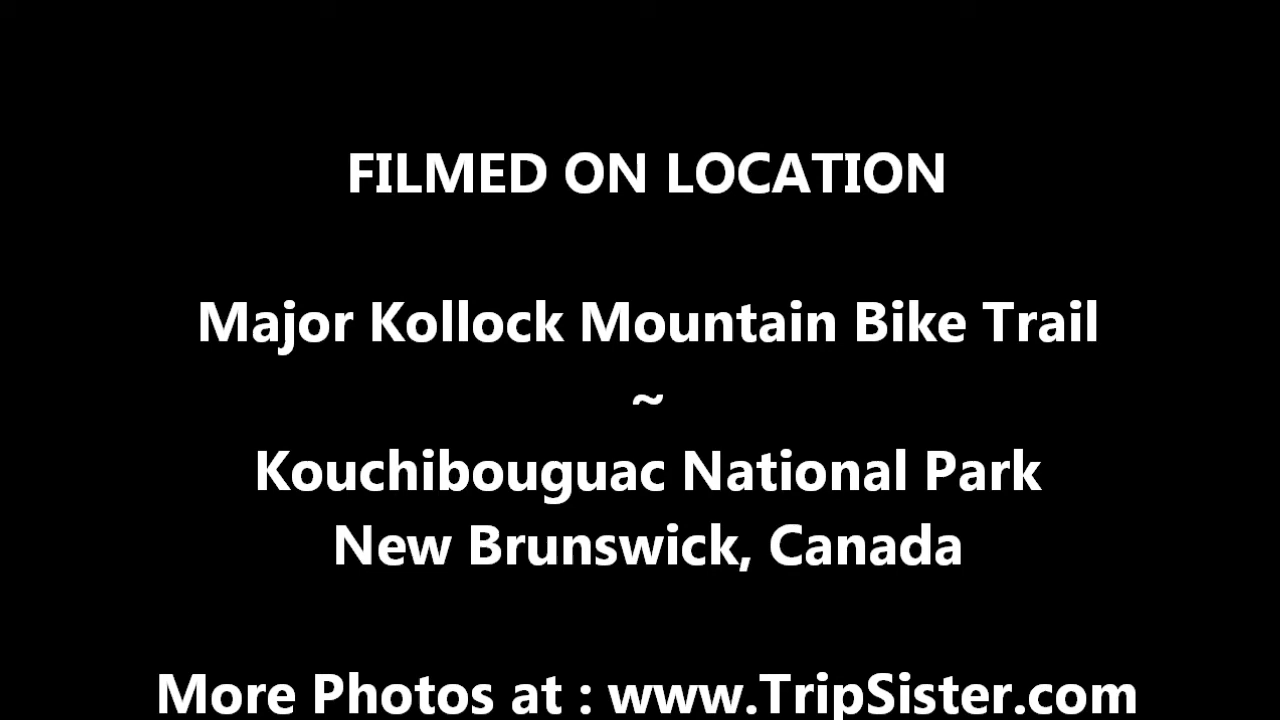 FILMED ON LOCATION
Major Kollock Mountain Bike Trail
~
Kouchibouguac National Park
New Brunswick, Canada
More Photos at : www.TripSister.com